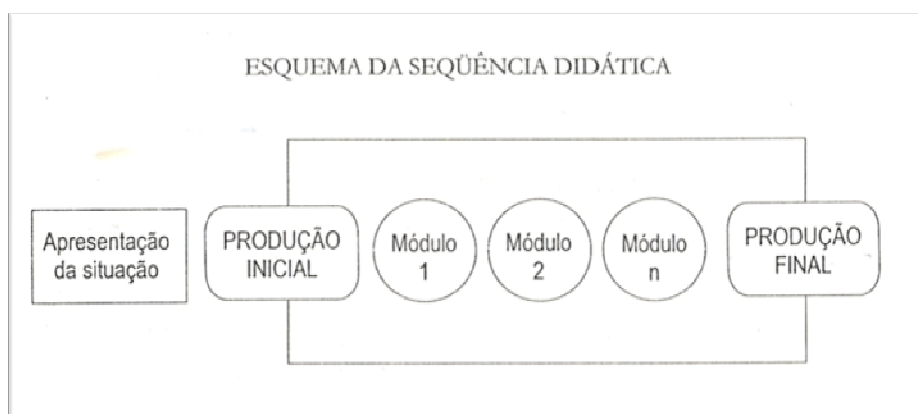 ESQUEMA DA SEQÜÊNCIA DIDÁTICA
Apresentação
da situação
PRODUÇÃO
INICIAL
Módulo
1
Módulo
2
Módulo
n
PRODUÇÃO
FINAL